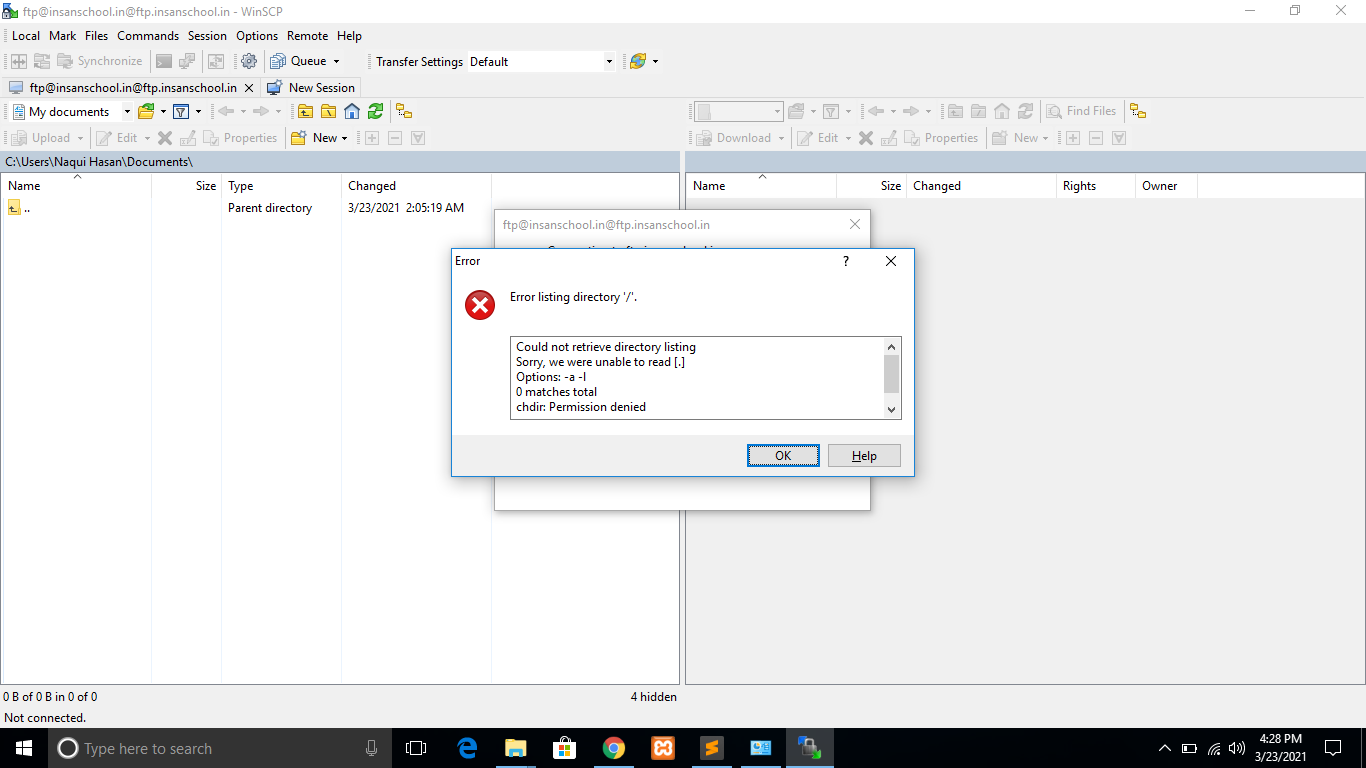 ftp@insanschool.in@ftp.insanschool.in - WinSCP
Local Mark Files Commands Session Options Remote Help
Synchronize Queue Transfer Settings Default
ftp@insanschool.in@ftp.insanschool.in New Session
My documents Find Files
Upload Edit Properties New Download Edit Properties New
C:\Users\Naqui Hasan\Documents\
Name Size Type Changed Name Size Changed Rights Owner
.. Parent directory 3/23/2021 2:05:19 AM
ftp@insanschool.in@ftp.insanschool.in
Error ?
Error listing directory '/'.
Could not retrieve directory listing
Sorry, we were unable to read [.]
Options: -a -l
0 matches total
chdir: Permission denied
OK Help
0 B of 0 B in 0 of 0 4 hidden
Not connected.
Type here to search
4:28 PM
3/23/2021